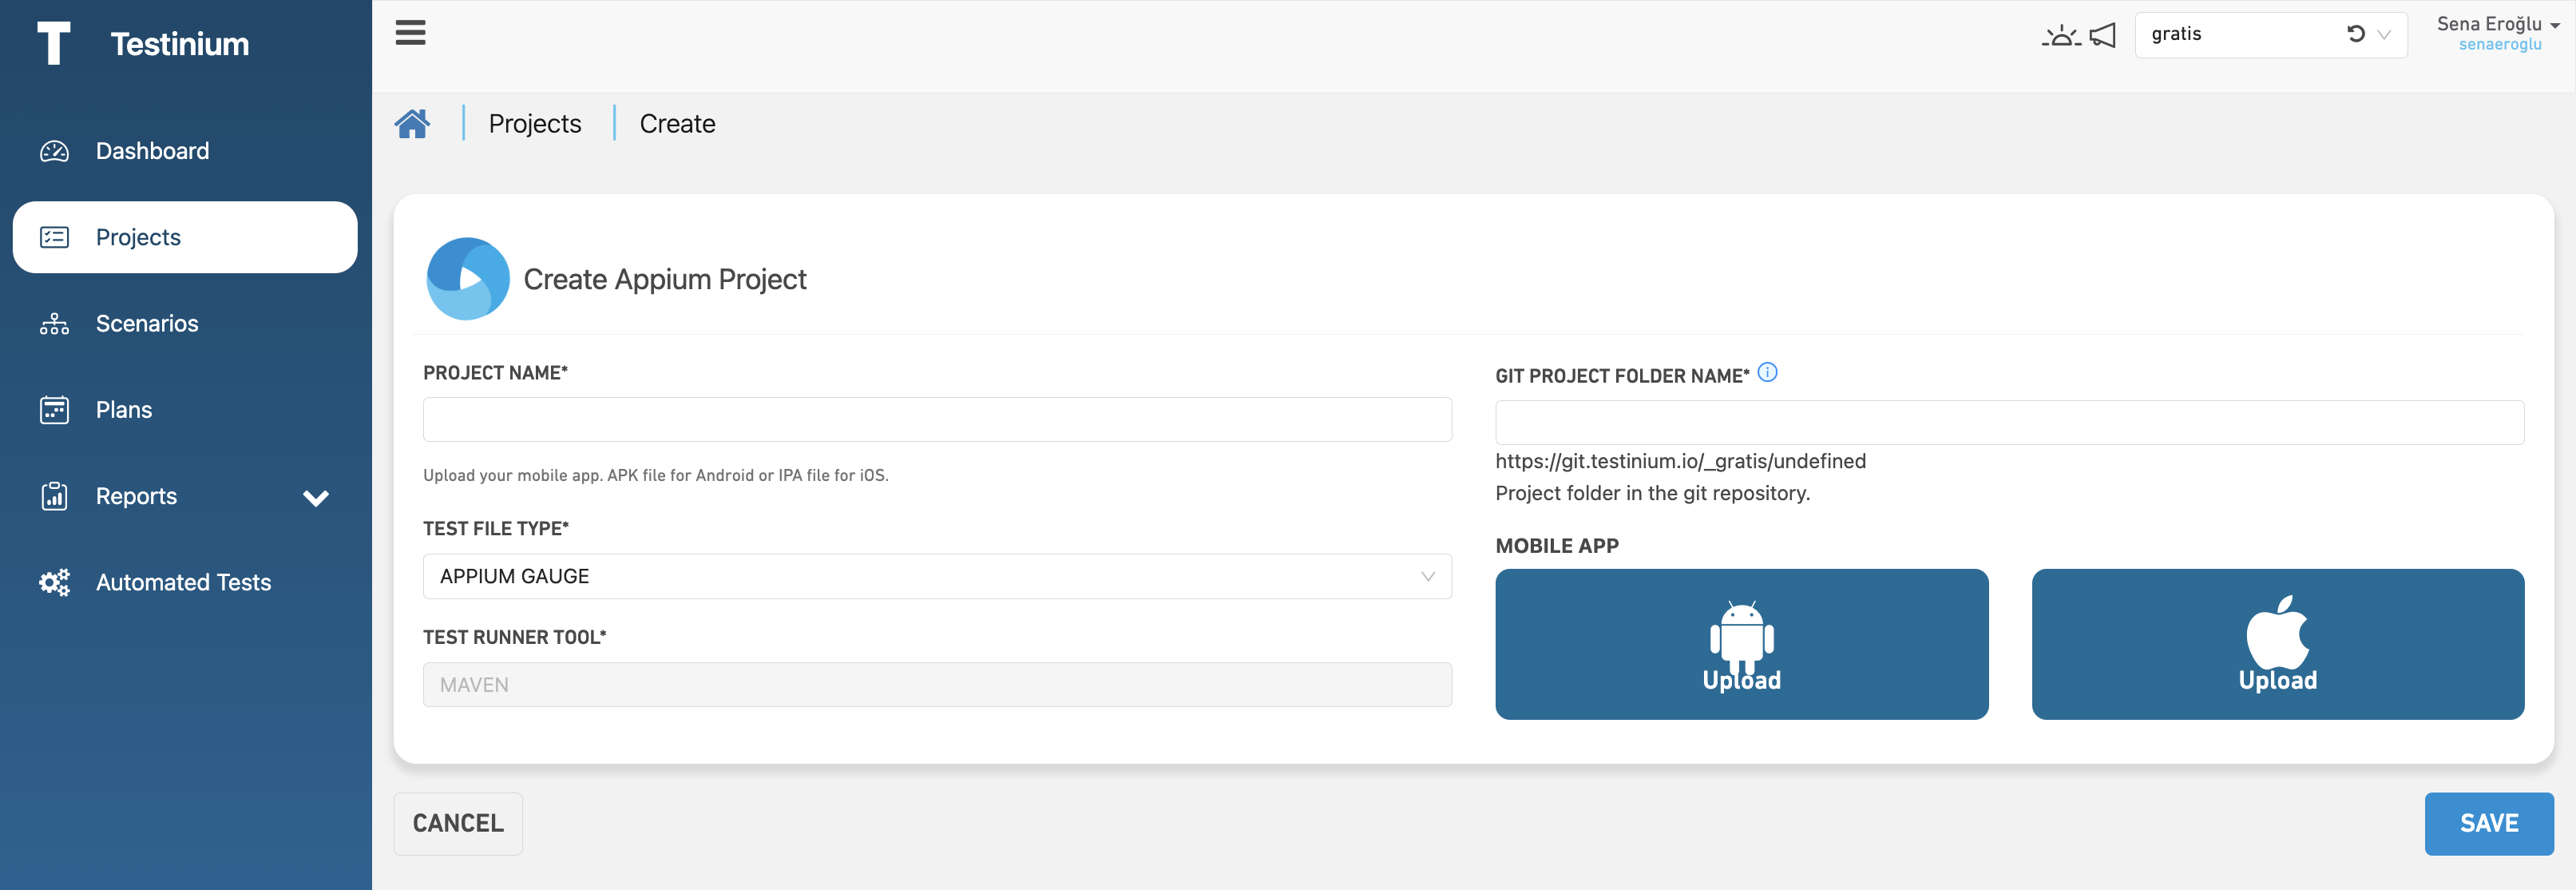 T Testinium
Dashboard
Projects
Scenarios
Plans
Reports
Automated Tests
gratis
Sena Eroğlu
senaeroglu
Projects
Create
Create Appium Project
PROJECT NAME*
Upload your mobile app. APK file for Android or IPA file for iOS.
TEST FILE TYPE*
APPIUM GAUGE
TEST RUNNER TOOL*
MAVEN
GIT PROJECT FOLDER NAME*
https://git.testinium.io/_gratis/undefined
Project folder in the git repository.
MOBILE APP
Upload
Upload
CANCEL
SAVE